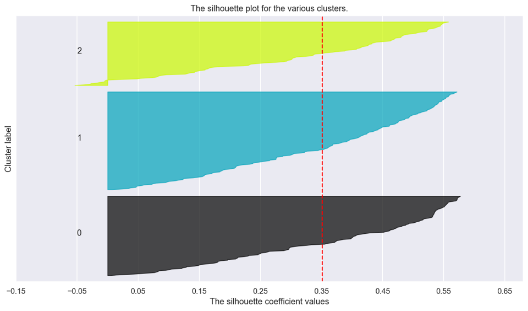 The silhouette plot for the various clusters.
2
1
0
Cluster label
-0.15 -0.05 0.05 0.15 0.25 0.35 0.45 0.55 0.65
The silhouette coefficient values